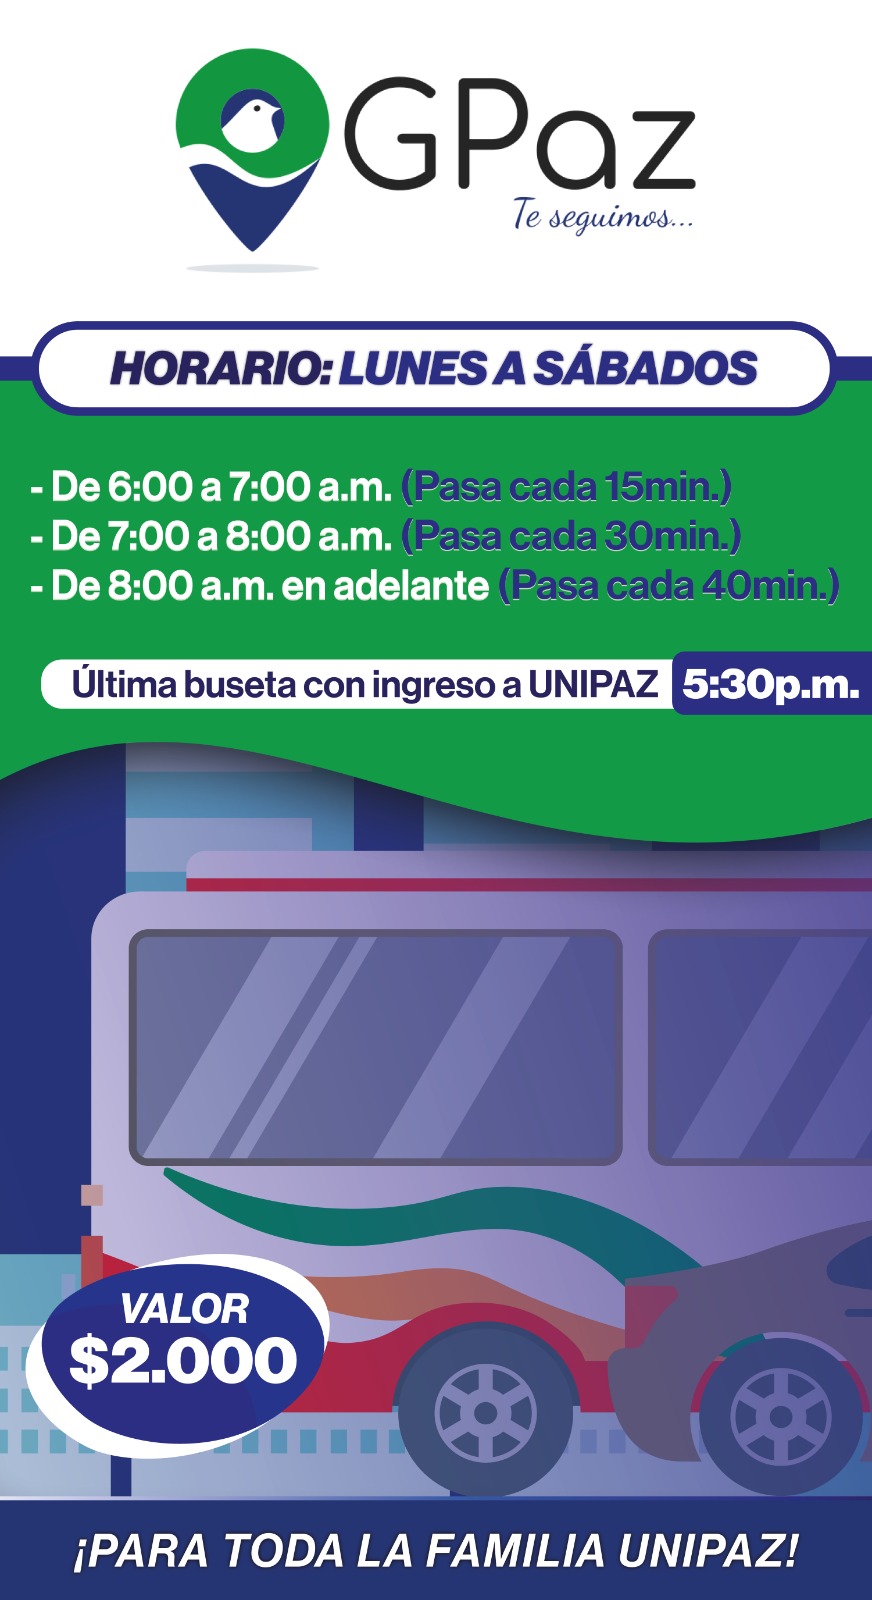 GPaz
Te seguimos...
HORARIO: LUNES A SÁBADOS
- De 6:00 a 7:00 a.m. (Pasa cada 15min.)
- De 7:00 a 8:00 a.m. (Pasa cada 30min.)
- De 8:00 a.m. en adelante (Pasa cada 40min.)
Última buseta con ingreso a UNIPAZ 5:30p.m.
VALOR
$2.000
¡PARA TODA LA FAMILIA UNIPAZ!